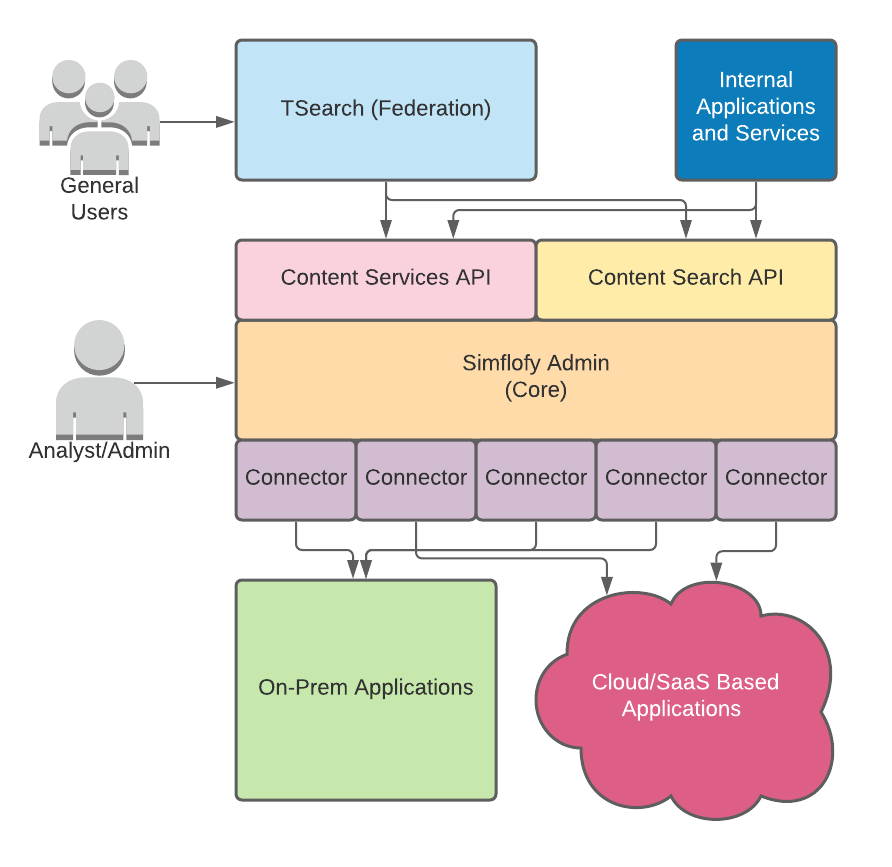 TSearch (Federation)
Internal
Applications
and Services
General
Users
Content Services API
Content Search API
Simflofy Admin
(Core)
Analyst/Admin
Connector
Connector
Connector
Connector
Connector
On-Prem Applications
Cloud/SaaS Based
Applications